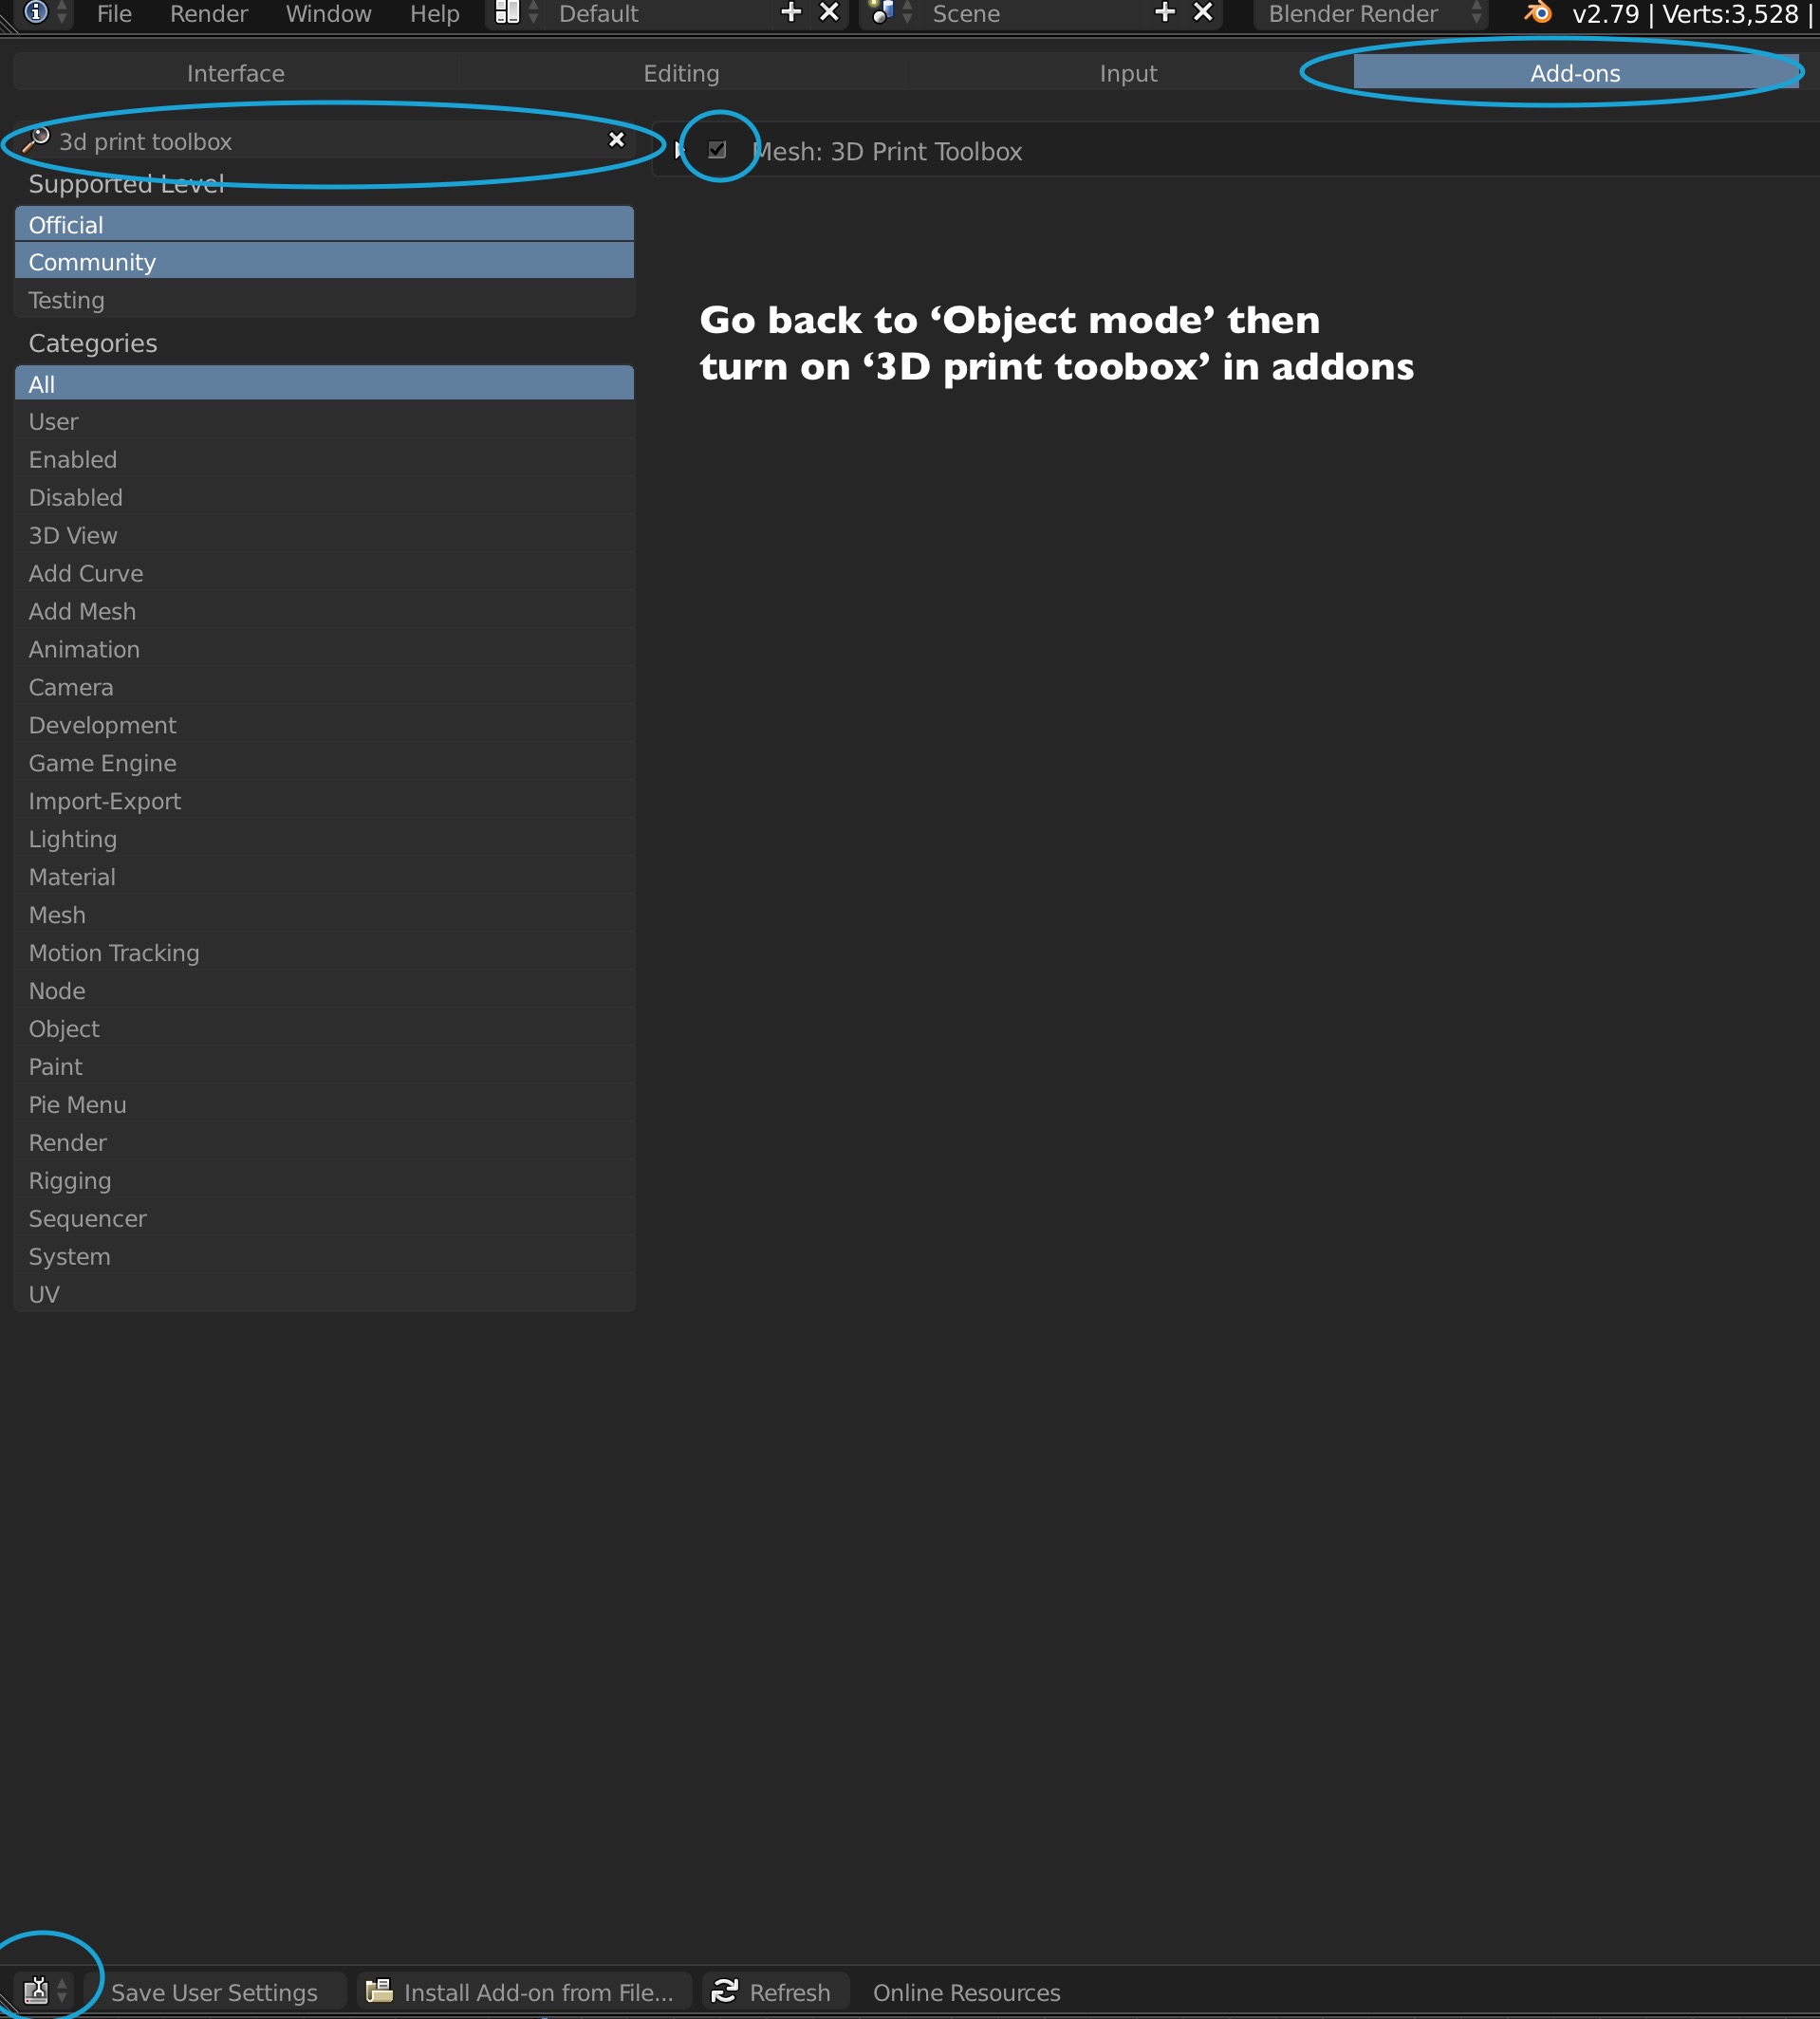 File Render Window Help Default Scene Blender Render v2.79 | Verts:3,528 |
Interface Editing Input Add-ons
3d print toolbox
Mesh: 3D Print Toolbox
Supported Level
Official
Community
Testing
Categories
Go back to ‘Object mode’ then
turn on ‘3D print toobox’ in addons
All
User
Enabled
Disabled
3D View
Add Curve
Add Mesh
Animation
Camera
Development
Game Engine
Import-Export
Lighting
Material
Mesh
Motion Tracking
Node
Object
Paint
Pie Menu
Render
Rigging
Sequencer
System
UV
Save User Settings Install Add-on from File... Refresh Online Resources